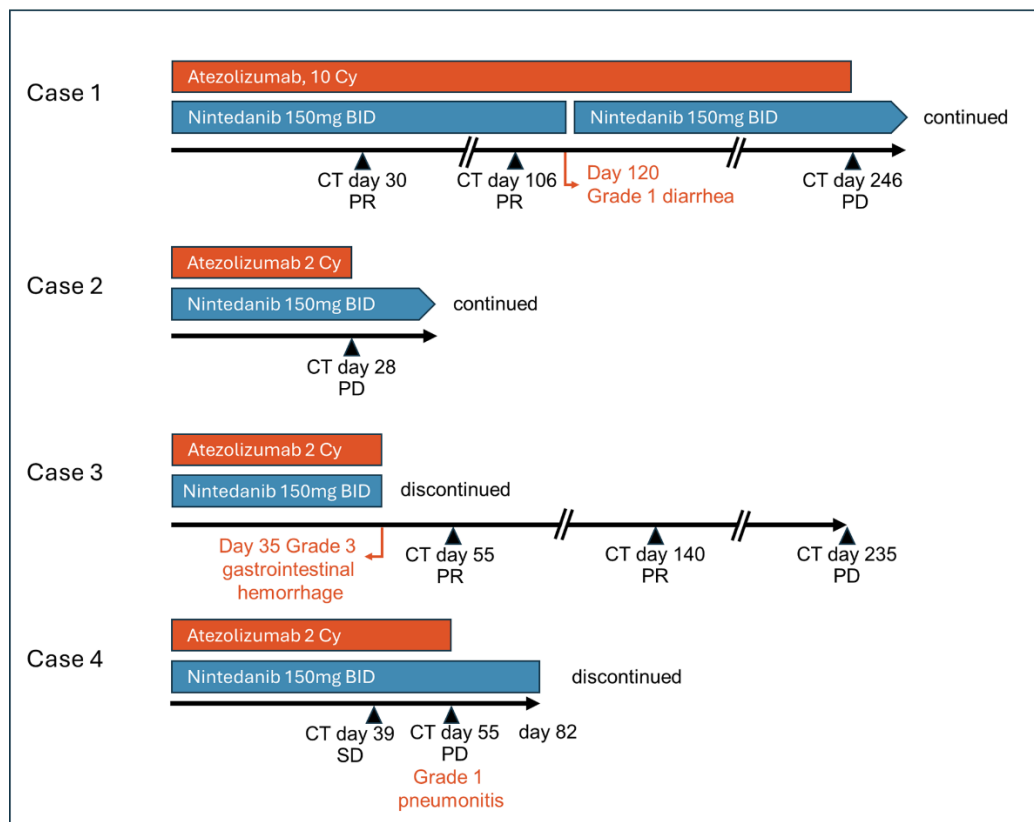 Case 1
Atezolizumab, 10 Cy
Nintedanib 150mg BID
Nintedanib 150mg BID
continued
CT day 30
PR
CT day 106
PR
Day 120
Grade 1 diarrhea
CT day 246
PD
Case 2
Atezolizumab 2 Cy
Nintedanib 150mg BID
continued
CT day 28
PD
Case 3
Atezolizumab 2 Cy
Nintedanib 150mg BID
discontinued
Day 35 Grade 3
gastrointestinal
hemorrhage
CT day 55
PR
CT day 140
PR
CT day 235
PD
Case 4
Atezolizumab 2 Cy
Nintedanib 150mg BID
discontinued
CT day 39
SD
CT day 55
PD
Grade 1
pneumonitis
day 82